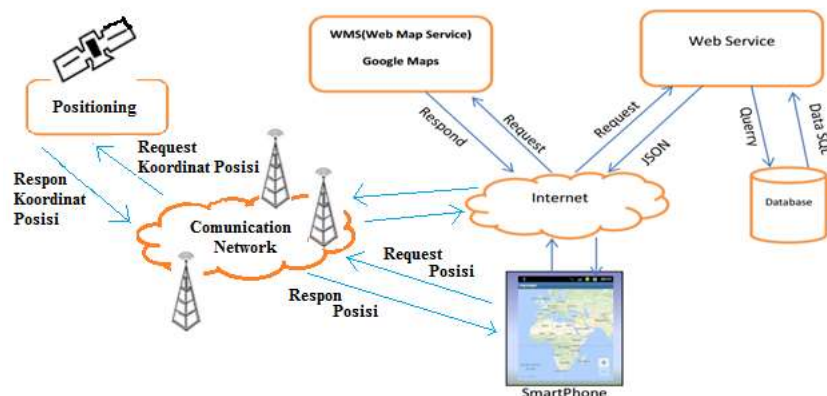 WMS(Web Map Service)
Google Maps
Web Service
Positioning
Respond
Request
Request
JSON
Querry
Data SQL
Request
Koordinat Posisi
Respon
Koordinat
Posisi
Internet
Database
Comunication
Network
Request
Posisi
Respon
Posisi
SmartPhone